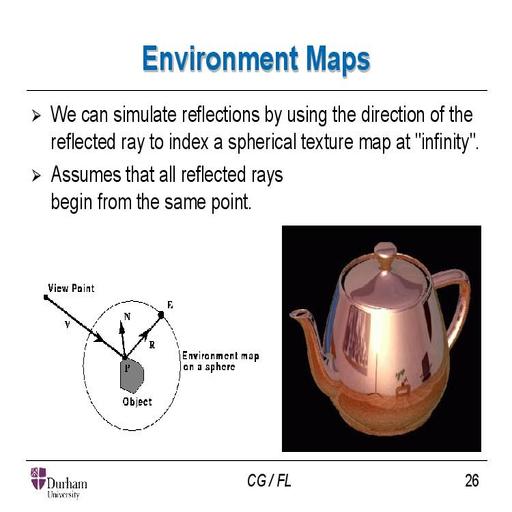 Environment Maps
➢ We can simulate reflections by using the direction of the
reflected ray to index a spherical texture map at "infinity".
➢ Assumes that all reflected rays
begin from the same point.
View Point
E
N
V
R
P
Environment map
on a sphere
Object
Durham
University
CG / FL
26